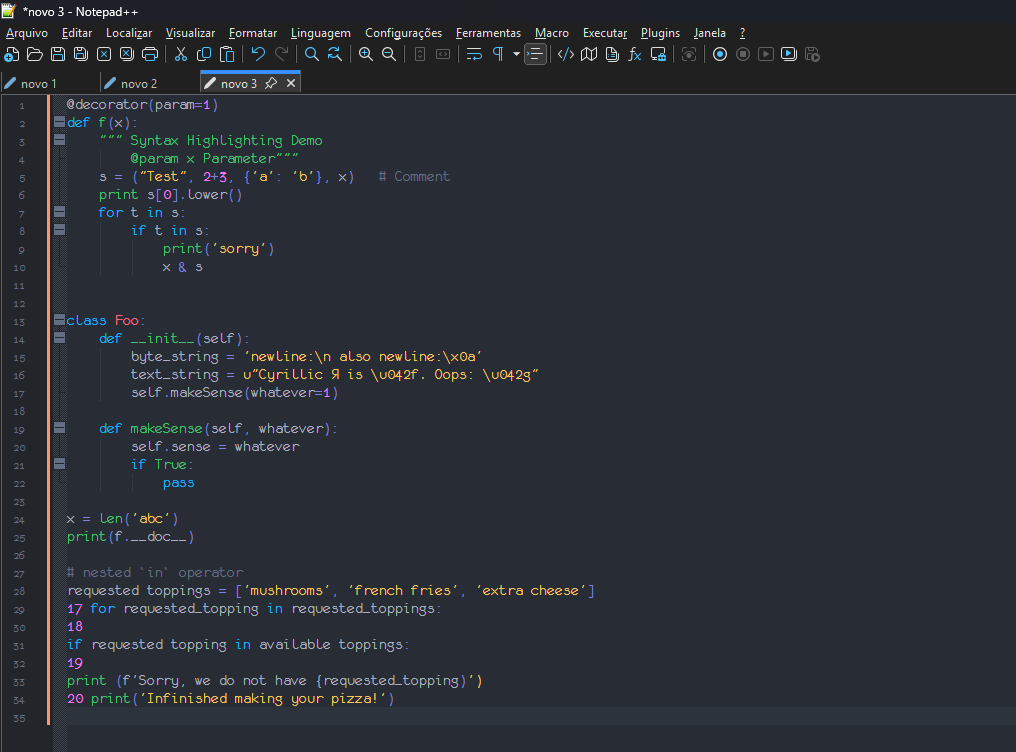 *novo 3 - Notepad++
Arquivo Editar Localizar Visualizar Formatar Linguagem Configurações Ferramentas Macro Executar Plugins Janela ?
novo 1 novo 2 novo 3
1 @decorator(param=1)
2 def f(x):
3 """ Syntax Highlighting Demo
4 @param x Parameter"""
5 s = ("Test", 2+3, {'a': 'b'}, x) # Comment
6 print s[0].lower()
7 for t in s:
8 if t in s:
9 print('sorry')
10 x & s
11
12
13 class Foo:
14 def __init__(self):
15 byte_string = 'newline:\n also newline:\x0a'
16 text_string = u"Cyrillic Я is \u042f. Oops: \u042g"
17 self.makeSense(whatever=1)
18
19 def makeSense(self, whatever):
20 self.sense = whatever
21 if True:
22 pass
23
24 x = len('abc')
25 print(f.__doc__)
26
27 # nested `in` operator
28 requested toppings = ['mushrooms', 'french fries', 'extra cheese']
29 17 for requested_topping in requested_toppings:
30 18
31 if requested topping in available toppings:
32 19
33 print (f'Sorry, we do not have {requested_topping)')
34 20 print('Infinished making your pizza!')
35